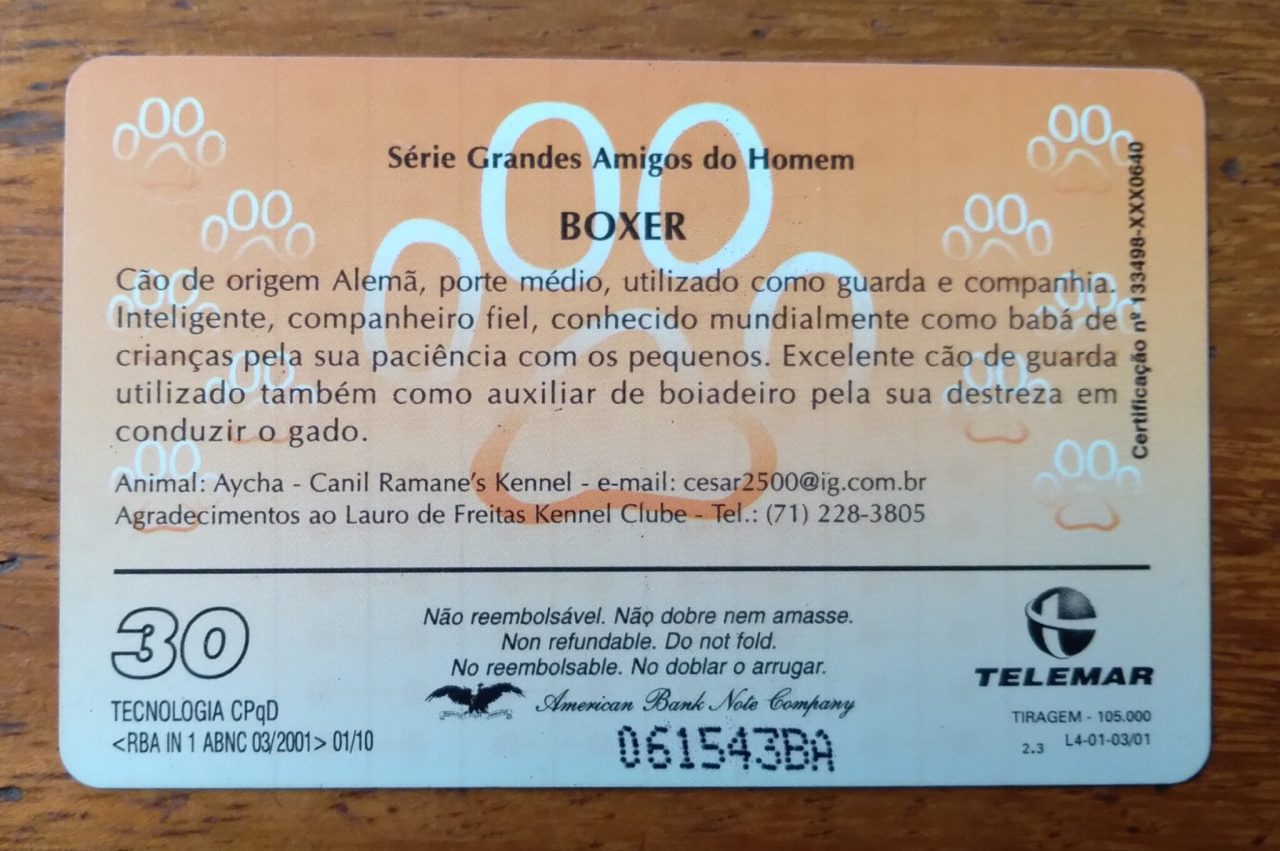 Série Grandes Amigos do Homem
BOXER
Cão de origem Alemã, porte médio, utilizado como guarda e companhia.
Inteligente, companheiro fiel, conhecido mundialmente como babá de
crianças pela sua paciência com os pequenos. Excelente cão de guarda
utilizado também como auxiliar de boiadeiro pela sua destreza em
conduzir o gado.
Animal: Aycha - Canil Ramane's Kennel - e-mail: cesar2500@ig.com.br
Agradecimentos ao Lauro de Freitas Kennel Clube - Tel.: (71) 228-3805
Certificação nº 133498-XXX0640
30
TECNOLOGIA CPqD
<RBA IN 1 ABNC 03/2001> 01/10
Não reembolsável. Não dobre nem amasse.
Non refundable. Do not fold.
No reembolsable. No doblar o arrugar.
American Bank Note Company
061543BA
TELEMAR
TIRAGEM - 105.000
2.3 L4-01-03/01